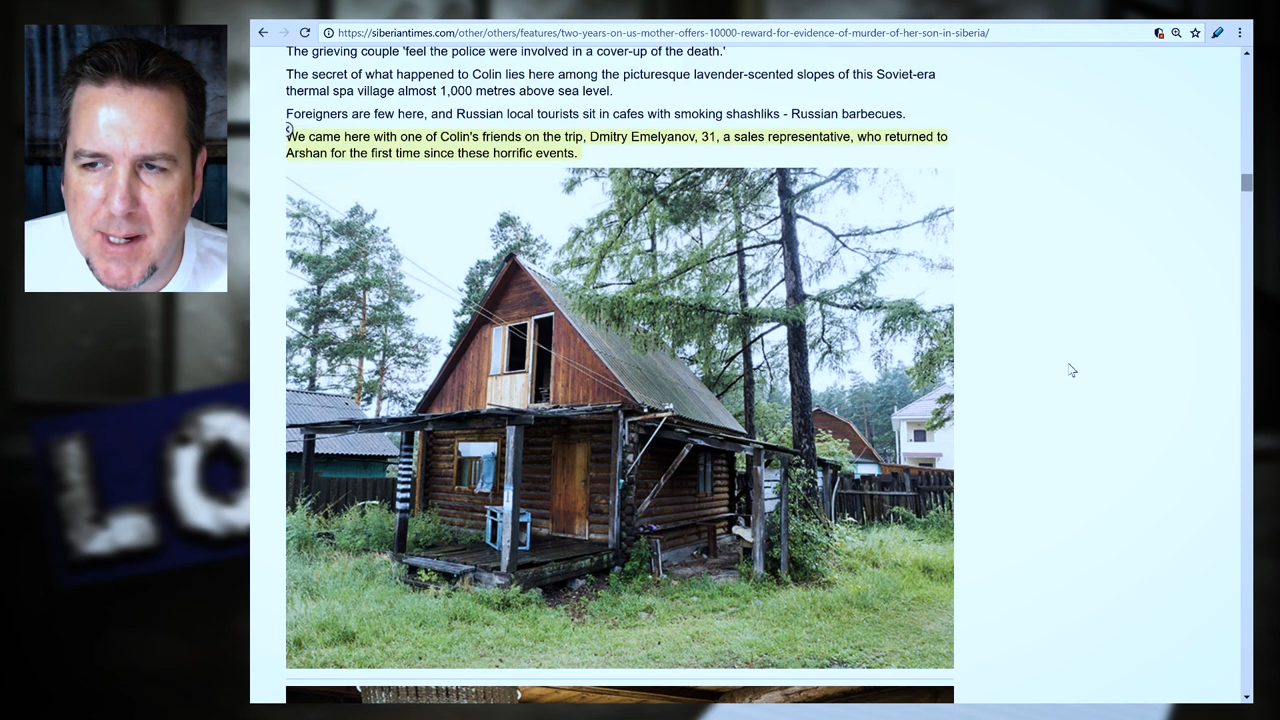 https://siberiantimes.com/other/others/features/two-years-on-us-mother-offers-10000-reward-for-evidence-of-murder-of-her-son-in-siberia/
The grieving couple 'feel the police were involved in a cover-up of the death.'
The secret of what happened to Colin lies here among the picturesque lavender-scented slopes of this Soviet-era
thermal spa village almost 1,000 metres above sea level.
Foreigners are few here, and Russian local tourists sit in cafes with smoking shashliks - Russian barbecues.
We came here with one of Colin's friends on the trip, Dmitry Emelyanov, 31, a sales representative, who returned to
Arshan for the first time since these horrific events.
LO